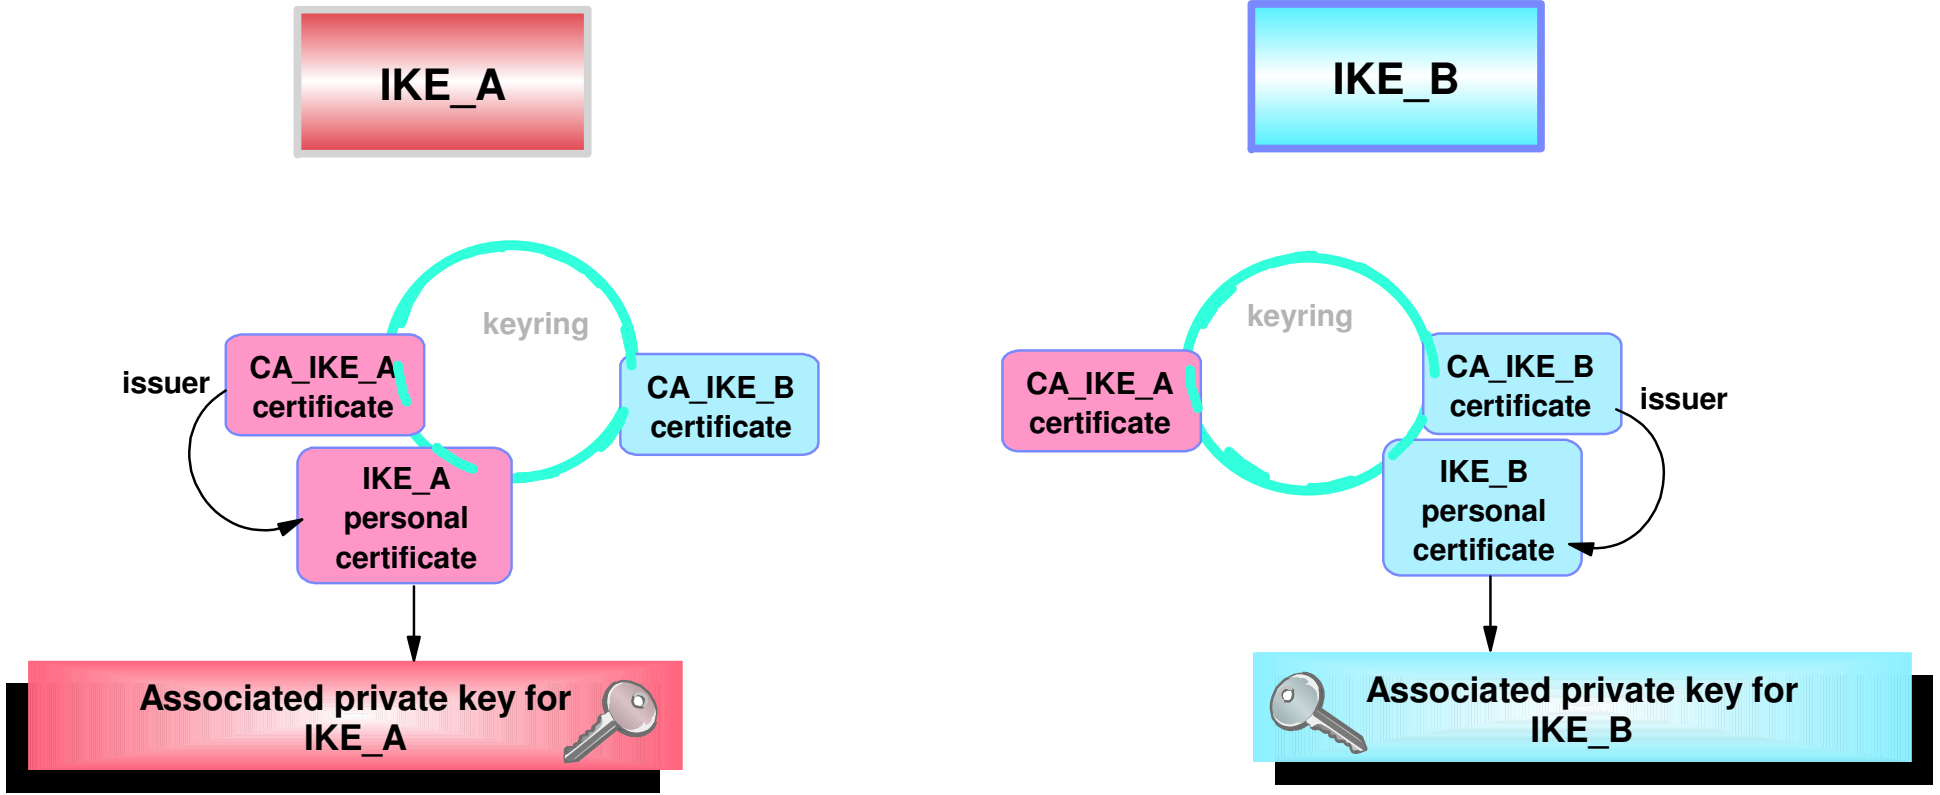 IKE_A
IKE_B
keyring
issuer
CA_IKE_A
certificate
CA_IKE_B
certificate
IKE_A
personal
certificate
Associated private key for
IKE_A
keyring
CA_IKE_A
certificate
CA_IKE_B
certificate
issuer
IKE_B
personal
certificate
Associated private key for
IKE_B